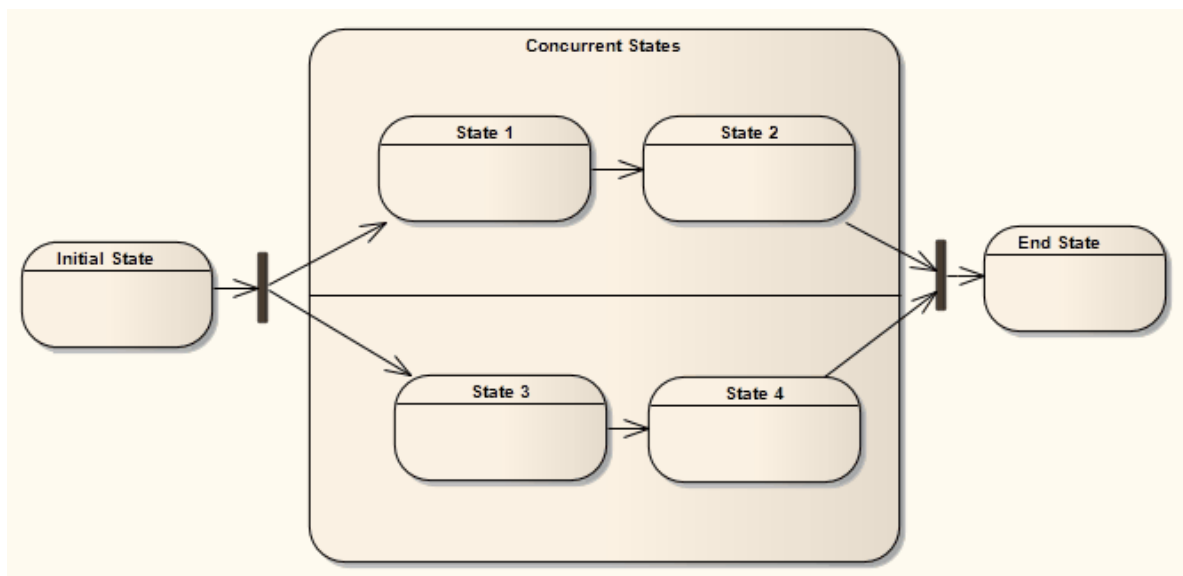 Concurrent States
State 1
State 2
Initial State
End State
State 3
State 4